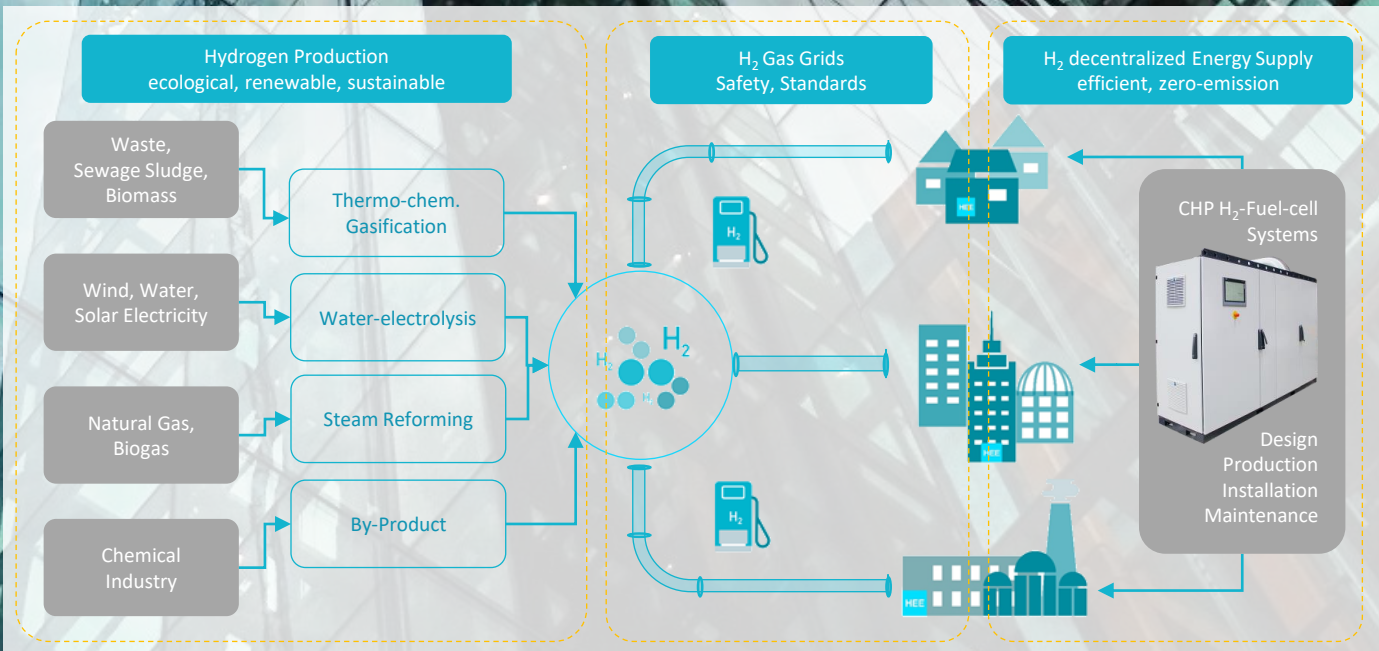 Hydrogen Production
ecological, renewable, sustainable
H₂ Gas Grids
Safety, Standards
H₂ decentralized Energy Supply
efficient, zero-emission
Waste,
Sewage Sludge,
Biomass
Thermo-chem.
Gasification
Wind, Water,
Solar Electricity
Water-electrolysis
Natural Gas,
Biogas
Steam Reforming
Chemical
Industry
By-Product
H₂
H₂
H₂
H₂
H₂
HEE
HEE
HEE
CHP H₂-Fuel-cell
Systems
Design
Production
Installation
Maintenance